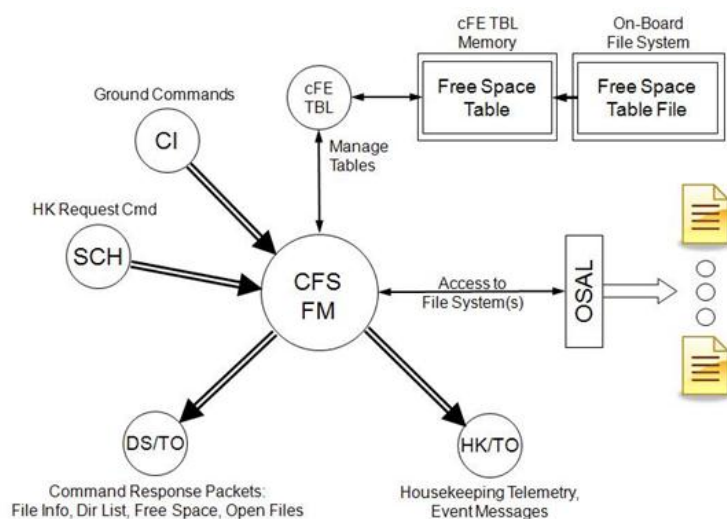 cFE TBL
Memory
On-Board
File System
Free Space
Table
Free Space
Table File
cFE
TBL
Manage
Tables
Ground Commands
CI
HK Request Cmd
SCH
CFS
FM
Access to
File System(s)
OSAL
DS/TO
HK/TO
Command Response Packets:
File Info, Dir List, Free Space, Open Files
Housekeeping Telemetry,
Event Messages